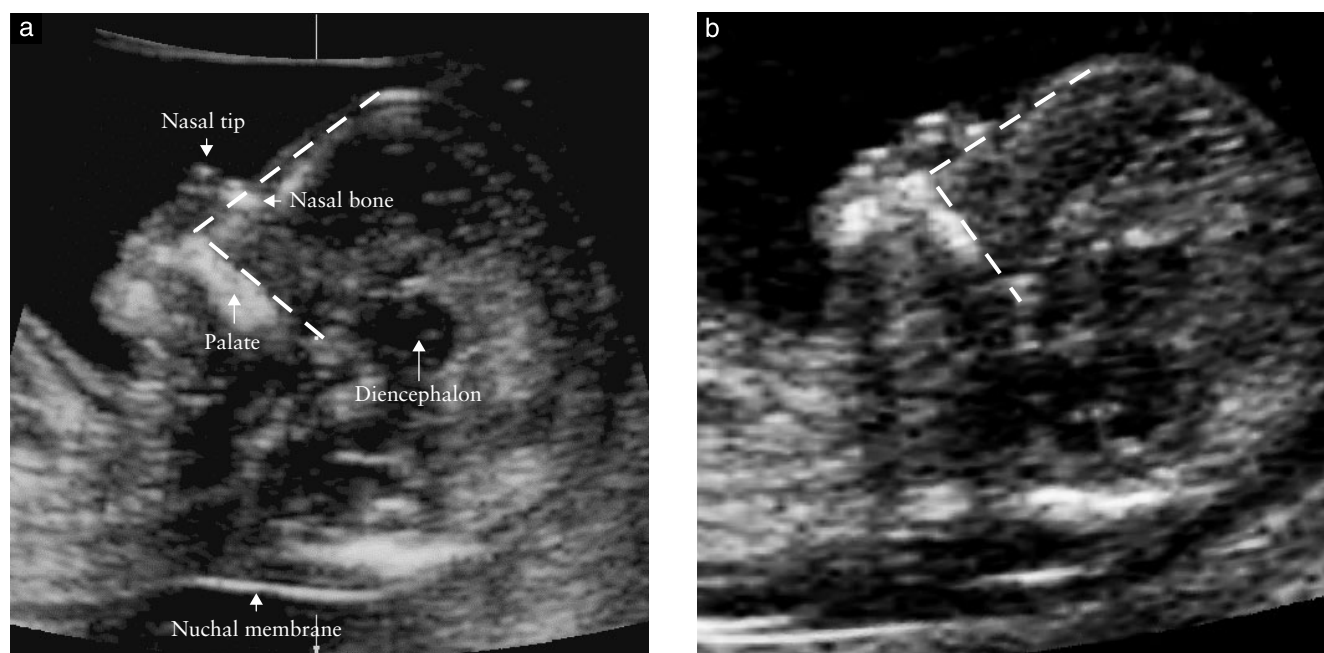 a
b
Nasal tip
Nasal bone
Palate
Diencephalon
Nuchal membrane